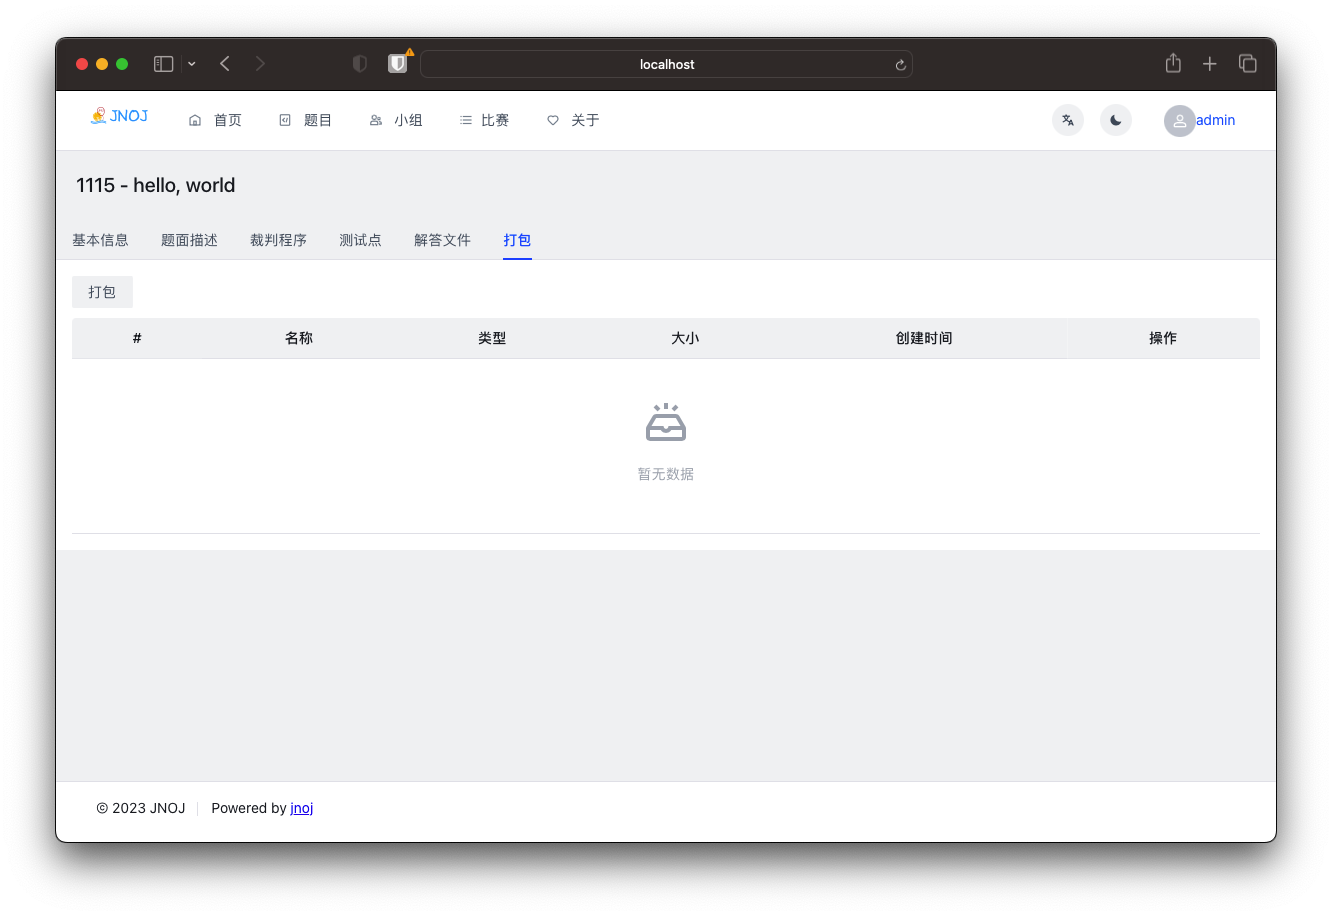 localhost
JNOJ 首页 题目 小组 比赛 关于 admin
1115 - hello, world
基本信息 题面描述 裁判程序 测试点 解答文件 打包
打包
# 名称 类型 大小 创建时间 操作
暂无数据
© 2023 JNOJ Powered by jnoj